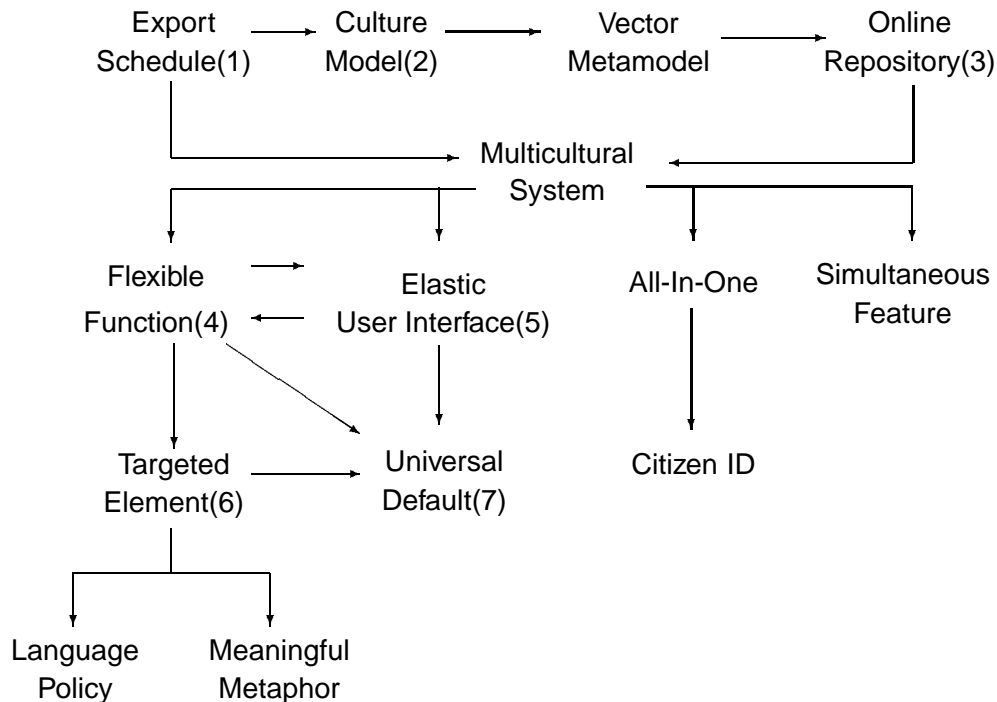 Export
Schedule(1)
Culture
Model(2)
Vector
Metamodel
Online
Repository(3)
Multicultural
System
Flexible
Function(4)
Elastic
User Interface(5)
All-In-One
Simultaneous
Feature
Targeted
Element(6)
Universal
Default(7)
Citizen ID
Language
Policy
Meaningful
Metaphor